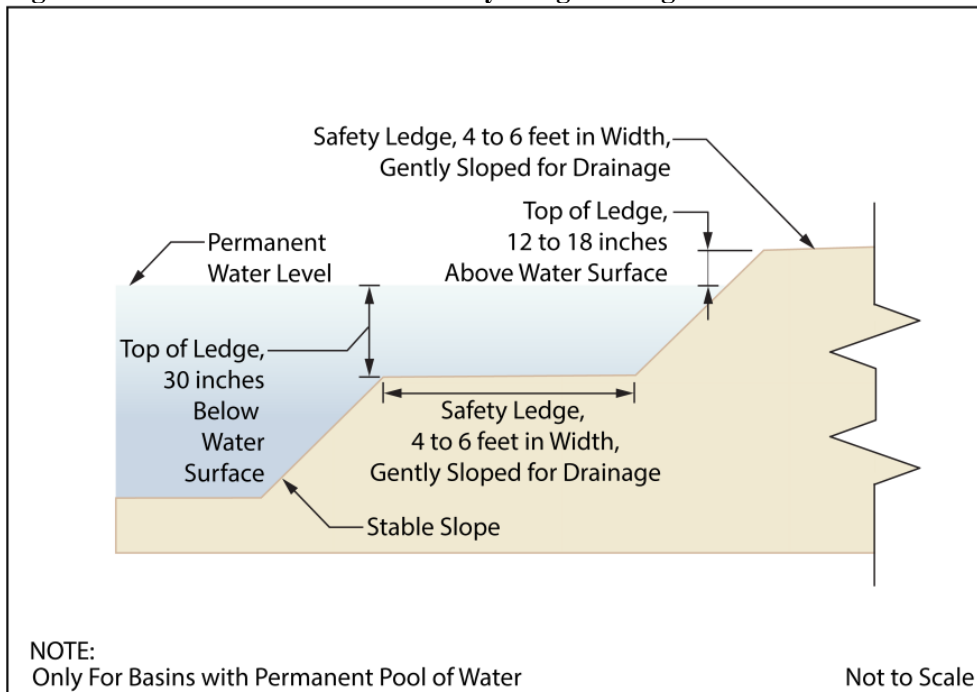 Safety Ledge, 4 to 6 feet in Width,
Gently Sloped for Drainage
Top of Ledge,
12 to 18 inches
Above Water Surface
Permanent
Water Level
Top of Ledge,
30 inches
Below
Water
Surface
Safety Ledge,
4 to 6 feet in Width,
Gently Sloped for Drainage
Stable Slope
NOTE:
Only For Basins with Permanent Pool of Water
Not to Scale